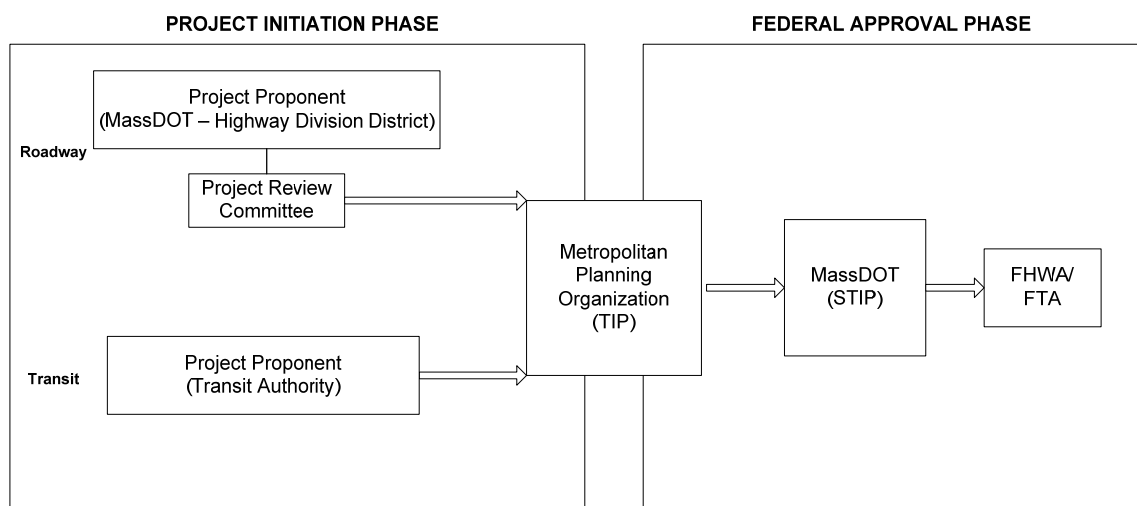 PROJECT INITIATION PHASE
FEDERAL APPROVAL PHASE
Project Proponent
(MassDOT – Highway Division District)
Roadway
Project Review
Committee
Metropolitan
Planning
Organization
(TIP)
MassDOT
(STIP)
FHWA/
FTA
Project Proponent
(Transit Authority)
Transit